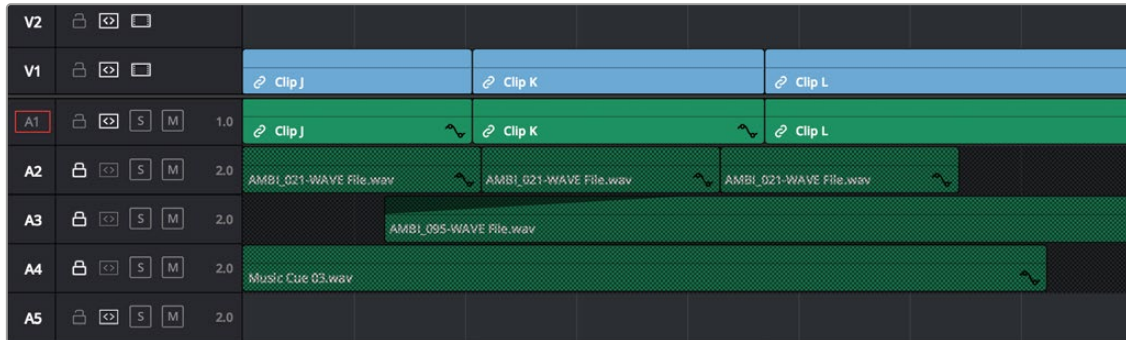 V2
V1 Clip J Clip K Clip L
A1 S M 1.0 Clip J Clip K Clip L
A2 S M 2.0 AMBI_021-WAVE File.wav AMBI_021-WAVE File.wav AMBI_021-WAVE File.wav
A3 S M 2.0 AMBI_095-WAVE File.wav
A4 S M 2.0 Music Cue 03.wav
A5 S M 2.0